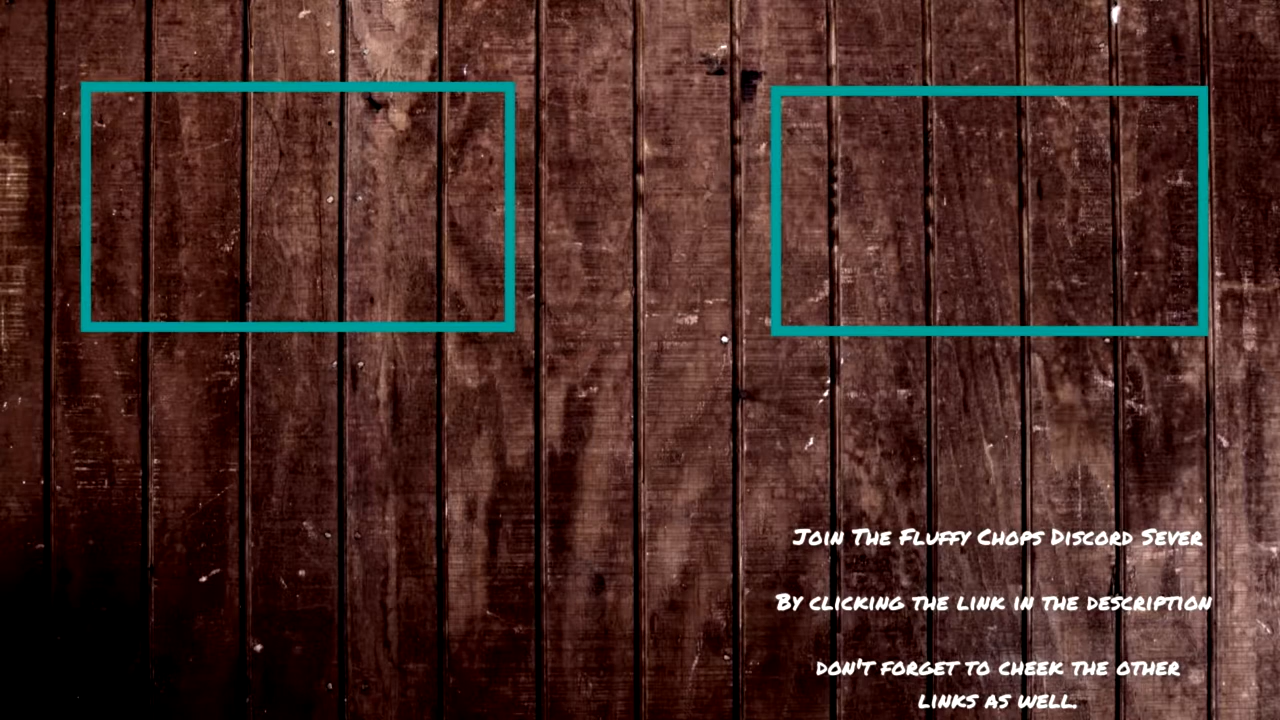 Join The Fluffy Chops Discord Sever
By clicking the link in the description
don't forget to cheek the other
links as well.